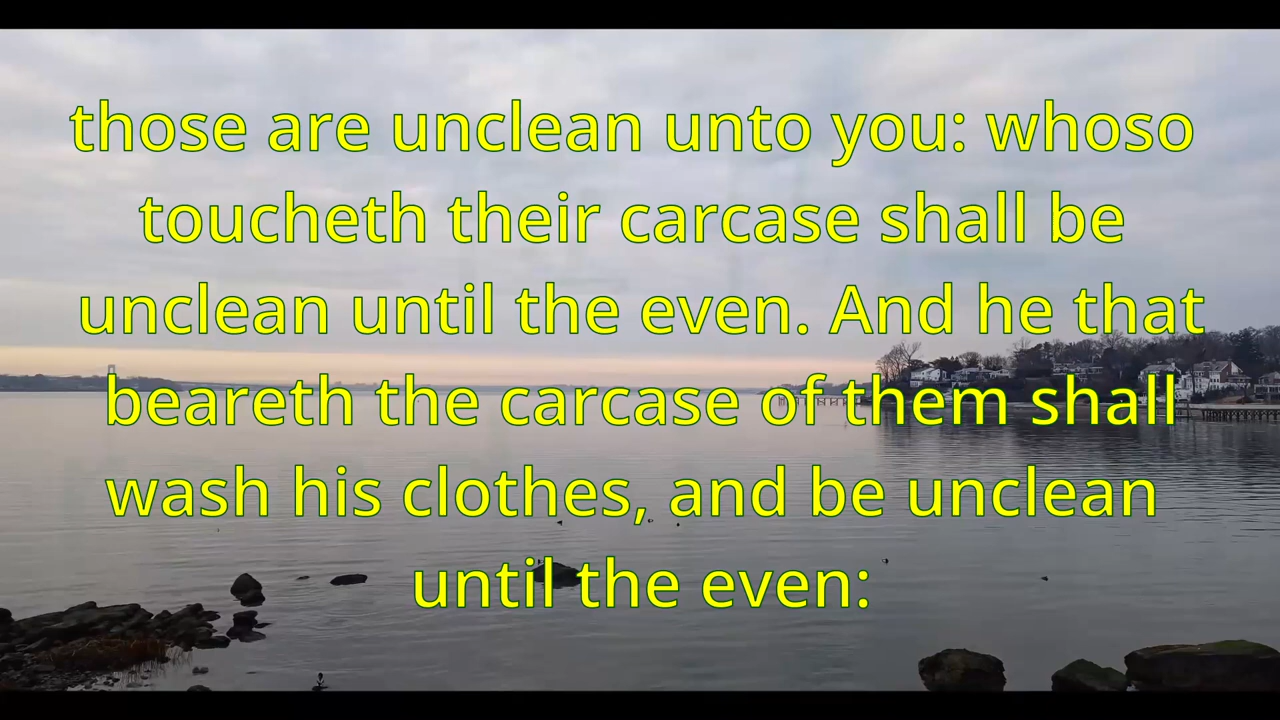 those are unclean unto you: whoso
toucheth their carcase shall be
unclean until the even. And he that
beareth the carcase of them shall
wash his clothes, and be unclean
until the even: